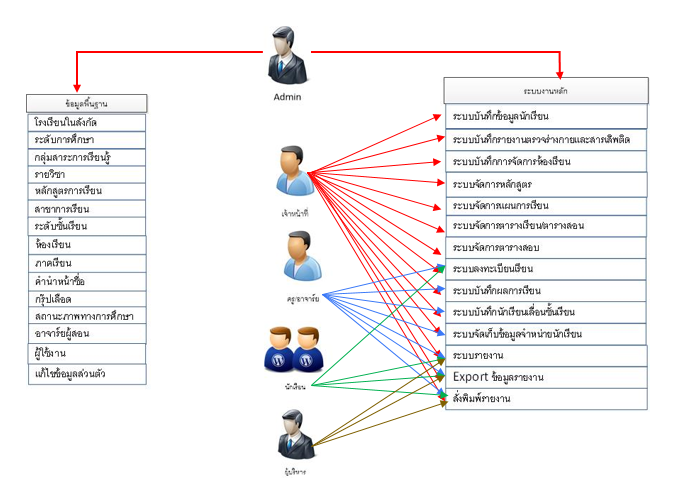 Admin
ข้อมูลพื้นฐาน
โรงเรียนในสังกัด
ระดับการศึกษา
กลุ่มสาระการเรียนรู้
รายวิชา
หลักสูตรการเรียน
สาขาการเรียน
ระดับชั้นเรียน
ห้องเรียน
ภาคเรียน
คำนำหน้าชื่อ
กรุ๊ปเลือด
สถานะภาพทางการศึกษา
อาจารย์ผู้สอน
ผู้ใช้งาน
แก้ไขข้อมูลส่วนตัว
เจ้าหน้าที่
ครูอาจารย์
นักเรียน
ผู้บริหาร
ระบบงานหลัก
ระบบบันทึกข้อมูลนักเรียน
ระบบบันทึกรายงานตรวจร่างกายและสารเสพติด
ระบบบันทึกการจัดการห้องเรียน
ระบบจัดการหลักสูตร
ระบบจัดการแผนการเรียน
ระบบจัดการตารางเรียน/ตารางสอน
ระบบจัดการตารางสอบ
ระบบลงทะเบียนเรียน
ระบบบันทึกผลการเรียน
ระบบบันทึกนักเรียนเลื่อนชั้นเรียน
ระบบจัดเก็บข้อมูลจำหน่ายนักเรียน
ระบบรายงาน
Export ข้อมูลรายงาน
สั่งพิมพ์รายงาน